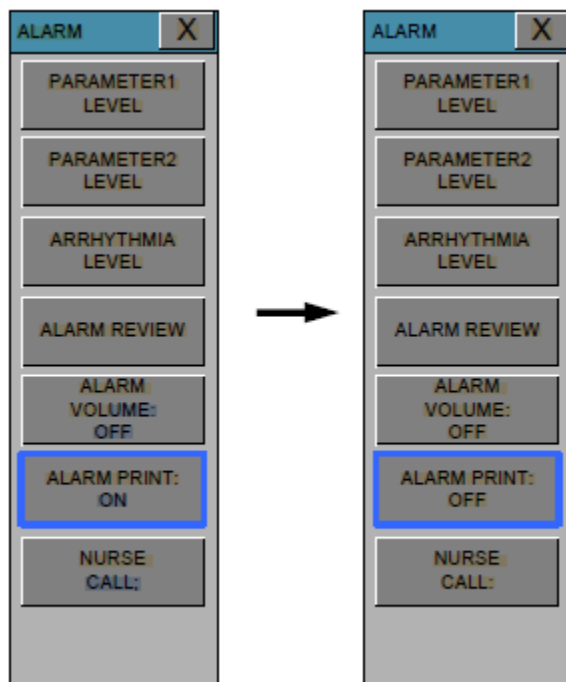 ALARM X
PARAMETER1
LEVEL
PARAMETER2
LEVEL
ARRHYTHMIA
LEVEL
ALARM REVIEW
ALARM
VOLUME:
OFF
ALARM PRINT:
ON
NURSE
CALL;
ALARM X
PARAMETER1
LEVEL
PARAMETER2
LEVEL
ARRHYTHMIA
LEVEL
ALARM REVIEW
ALARM
VOLUME:
OFF
ALARM PRINT:
OFF
NURSE
CALL: